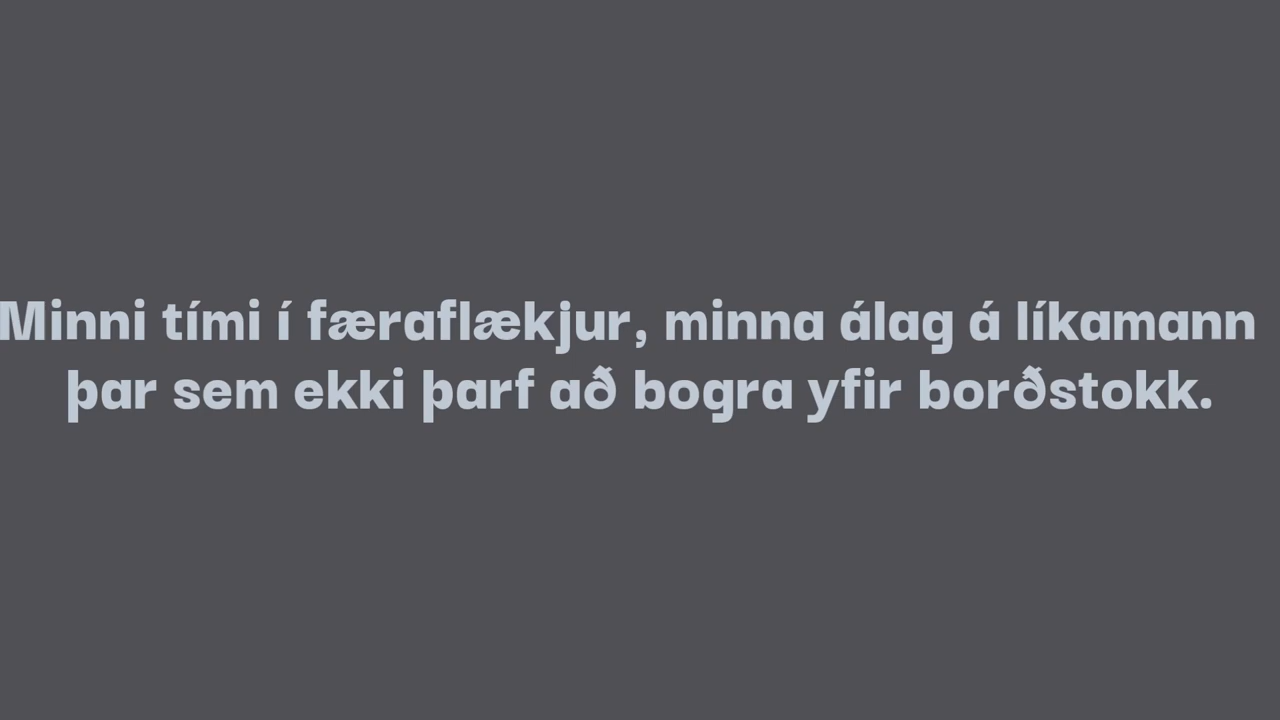 Minni tími í færaflækjur, minna álag á líkamann
þar sem ekki þarf að bogra yfir borðstokk.